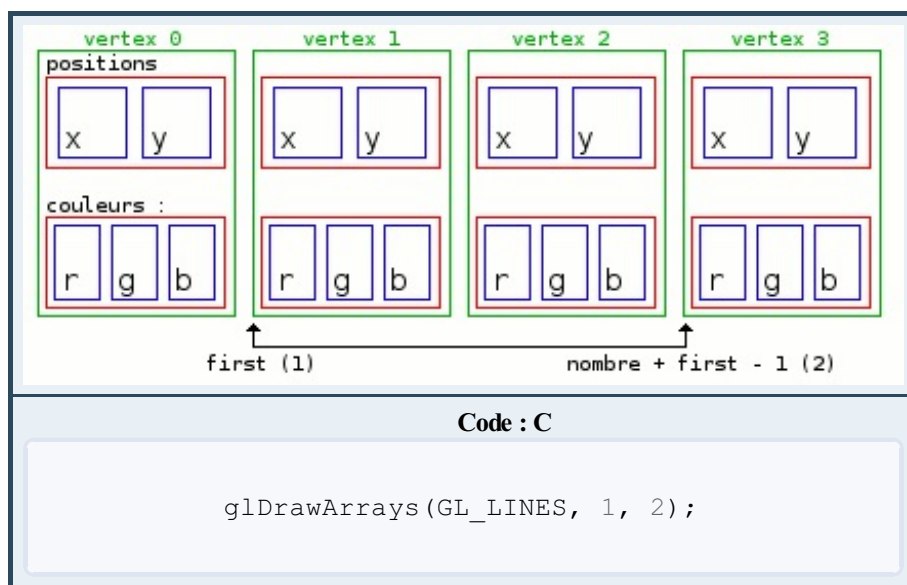 vertex 0 vertex 1 vertex 2 vertex 3
positions
x y x y x y x y
couleurs :
r g b r g b r g b r g b
first (1) nombre + first - 1 (2)
Code : C
glDrawArrays(GL_LINES, 1, 2);